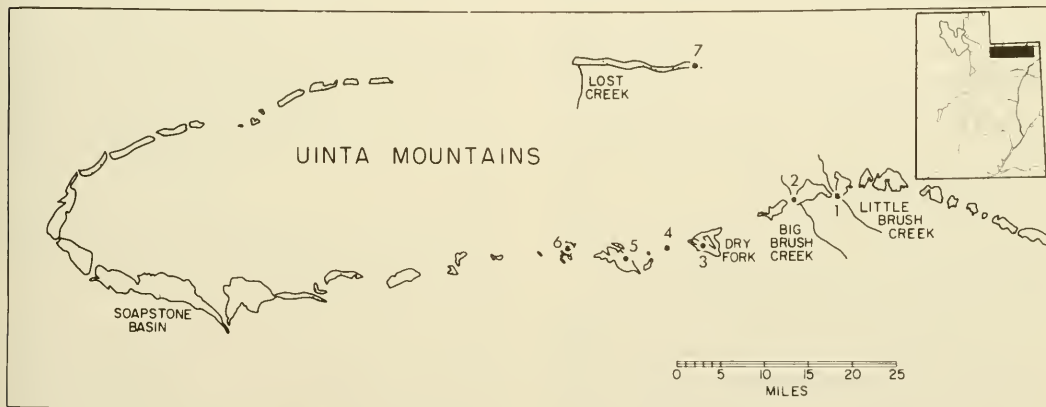 7
LOST
CREEK
UINTA MOUNTAINS
2
1
LITTLE
BRUSH
CREEK
BIG
BRUSH
CREEK
DRY
FORK
3
4
5
6
SOAPSTONE
BASIN
0 5 10 15 20 25
MILES